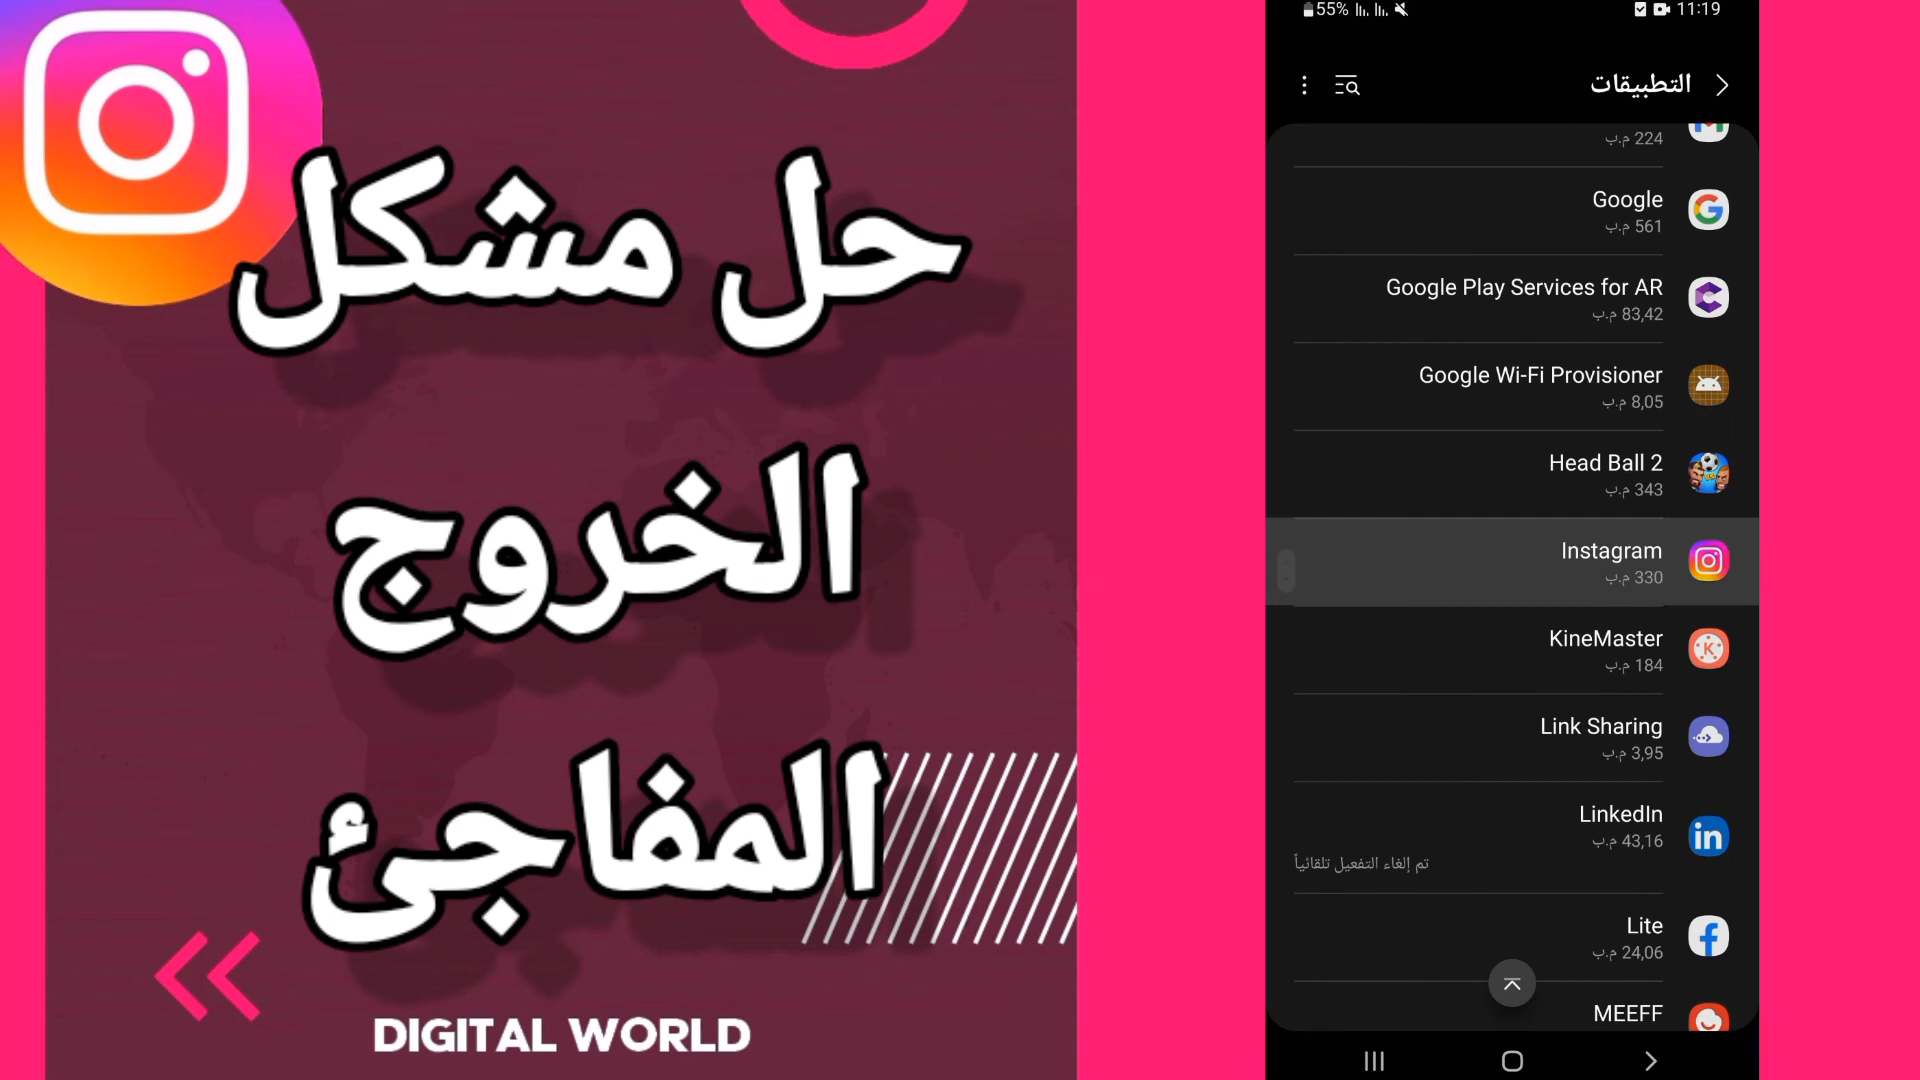 حل مشكل
الخروج
المفاجئ
DIGITAL WORLD
55%
11:19
التطبيقات
224 م.ب
Google
561 م.ب
Google Play Services for AR
83,42 م.ب
Google Wi-Fi Provisioner
8,05 م.ب
Head Ball 2
343 م.ب
Instagram
330 م.ب
KineMaster
184 م.ب
Link Sharing
3,95 م.ب
LinkedIn
43,16 م.ب
تم إلغاء التفعيل تلقائياً
Lite
24,06 م.ب
MEEFF